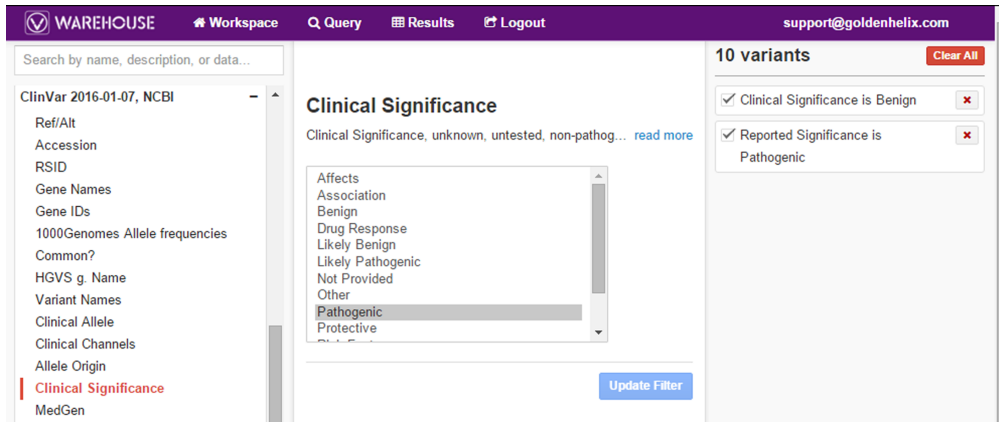 WAREHOUSE Workspace Query Results Logout support@goldenhelix.com
Search by name, description, or data...
ClinVar 2016-01-07, NCBI
Ref/Alt
Accession
RSID
Gene Names
Gene IDs
1000Genomes Allele frequencies
Common?
HGVS g. Name
Variant Names
Clinical Allele
Clinical Channels
Allele Origin
Clinical Significance
MedGen
Clinical Significance
Clinical Significance, unknown, untested, non-pathog... read more
Affects
Association
Benign
Drug Response
Likely Benign
Likely Pathogenic
Not Provided
Other
Pathogenic
Protective
Update Filter
10 variants Clear All
Clinical Significance is Benign
Reported Significance is
Pathogenic